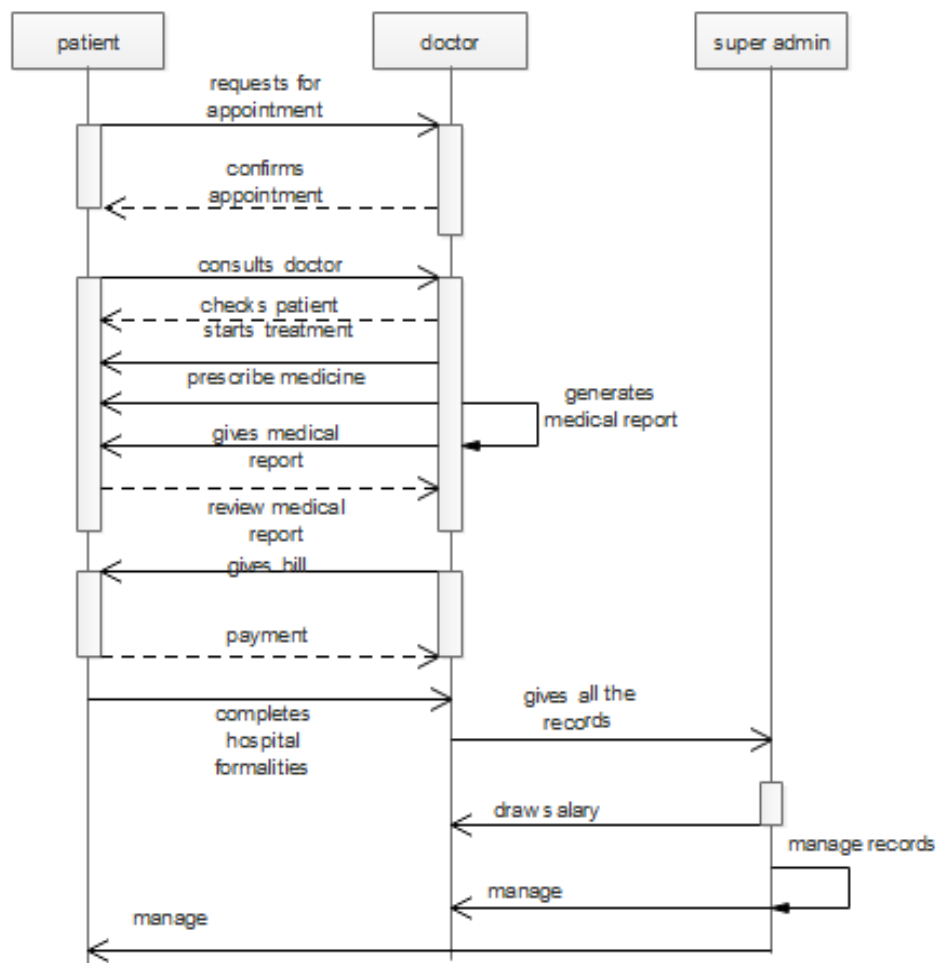 patient
doctor
super admin
requests for
appointment
confirms
appointment
consults doctor
checks patient
starts treatment
prescribe medicine
generates
medical report
gives medical
report
review medical
report
gives bill
payment
gives all the
records
completes
hospital
formalities
draw salary
manage records
manage
manage